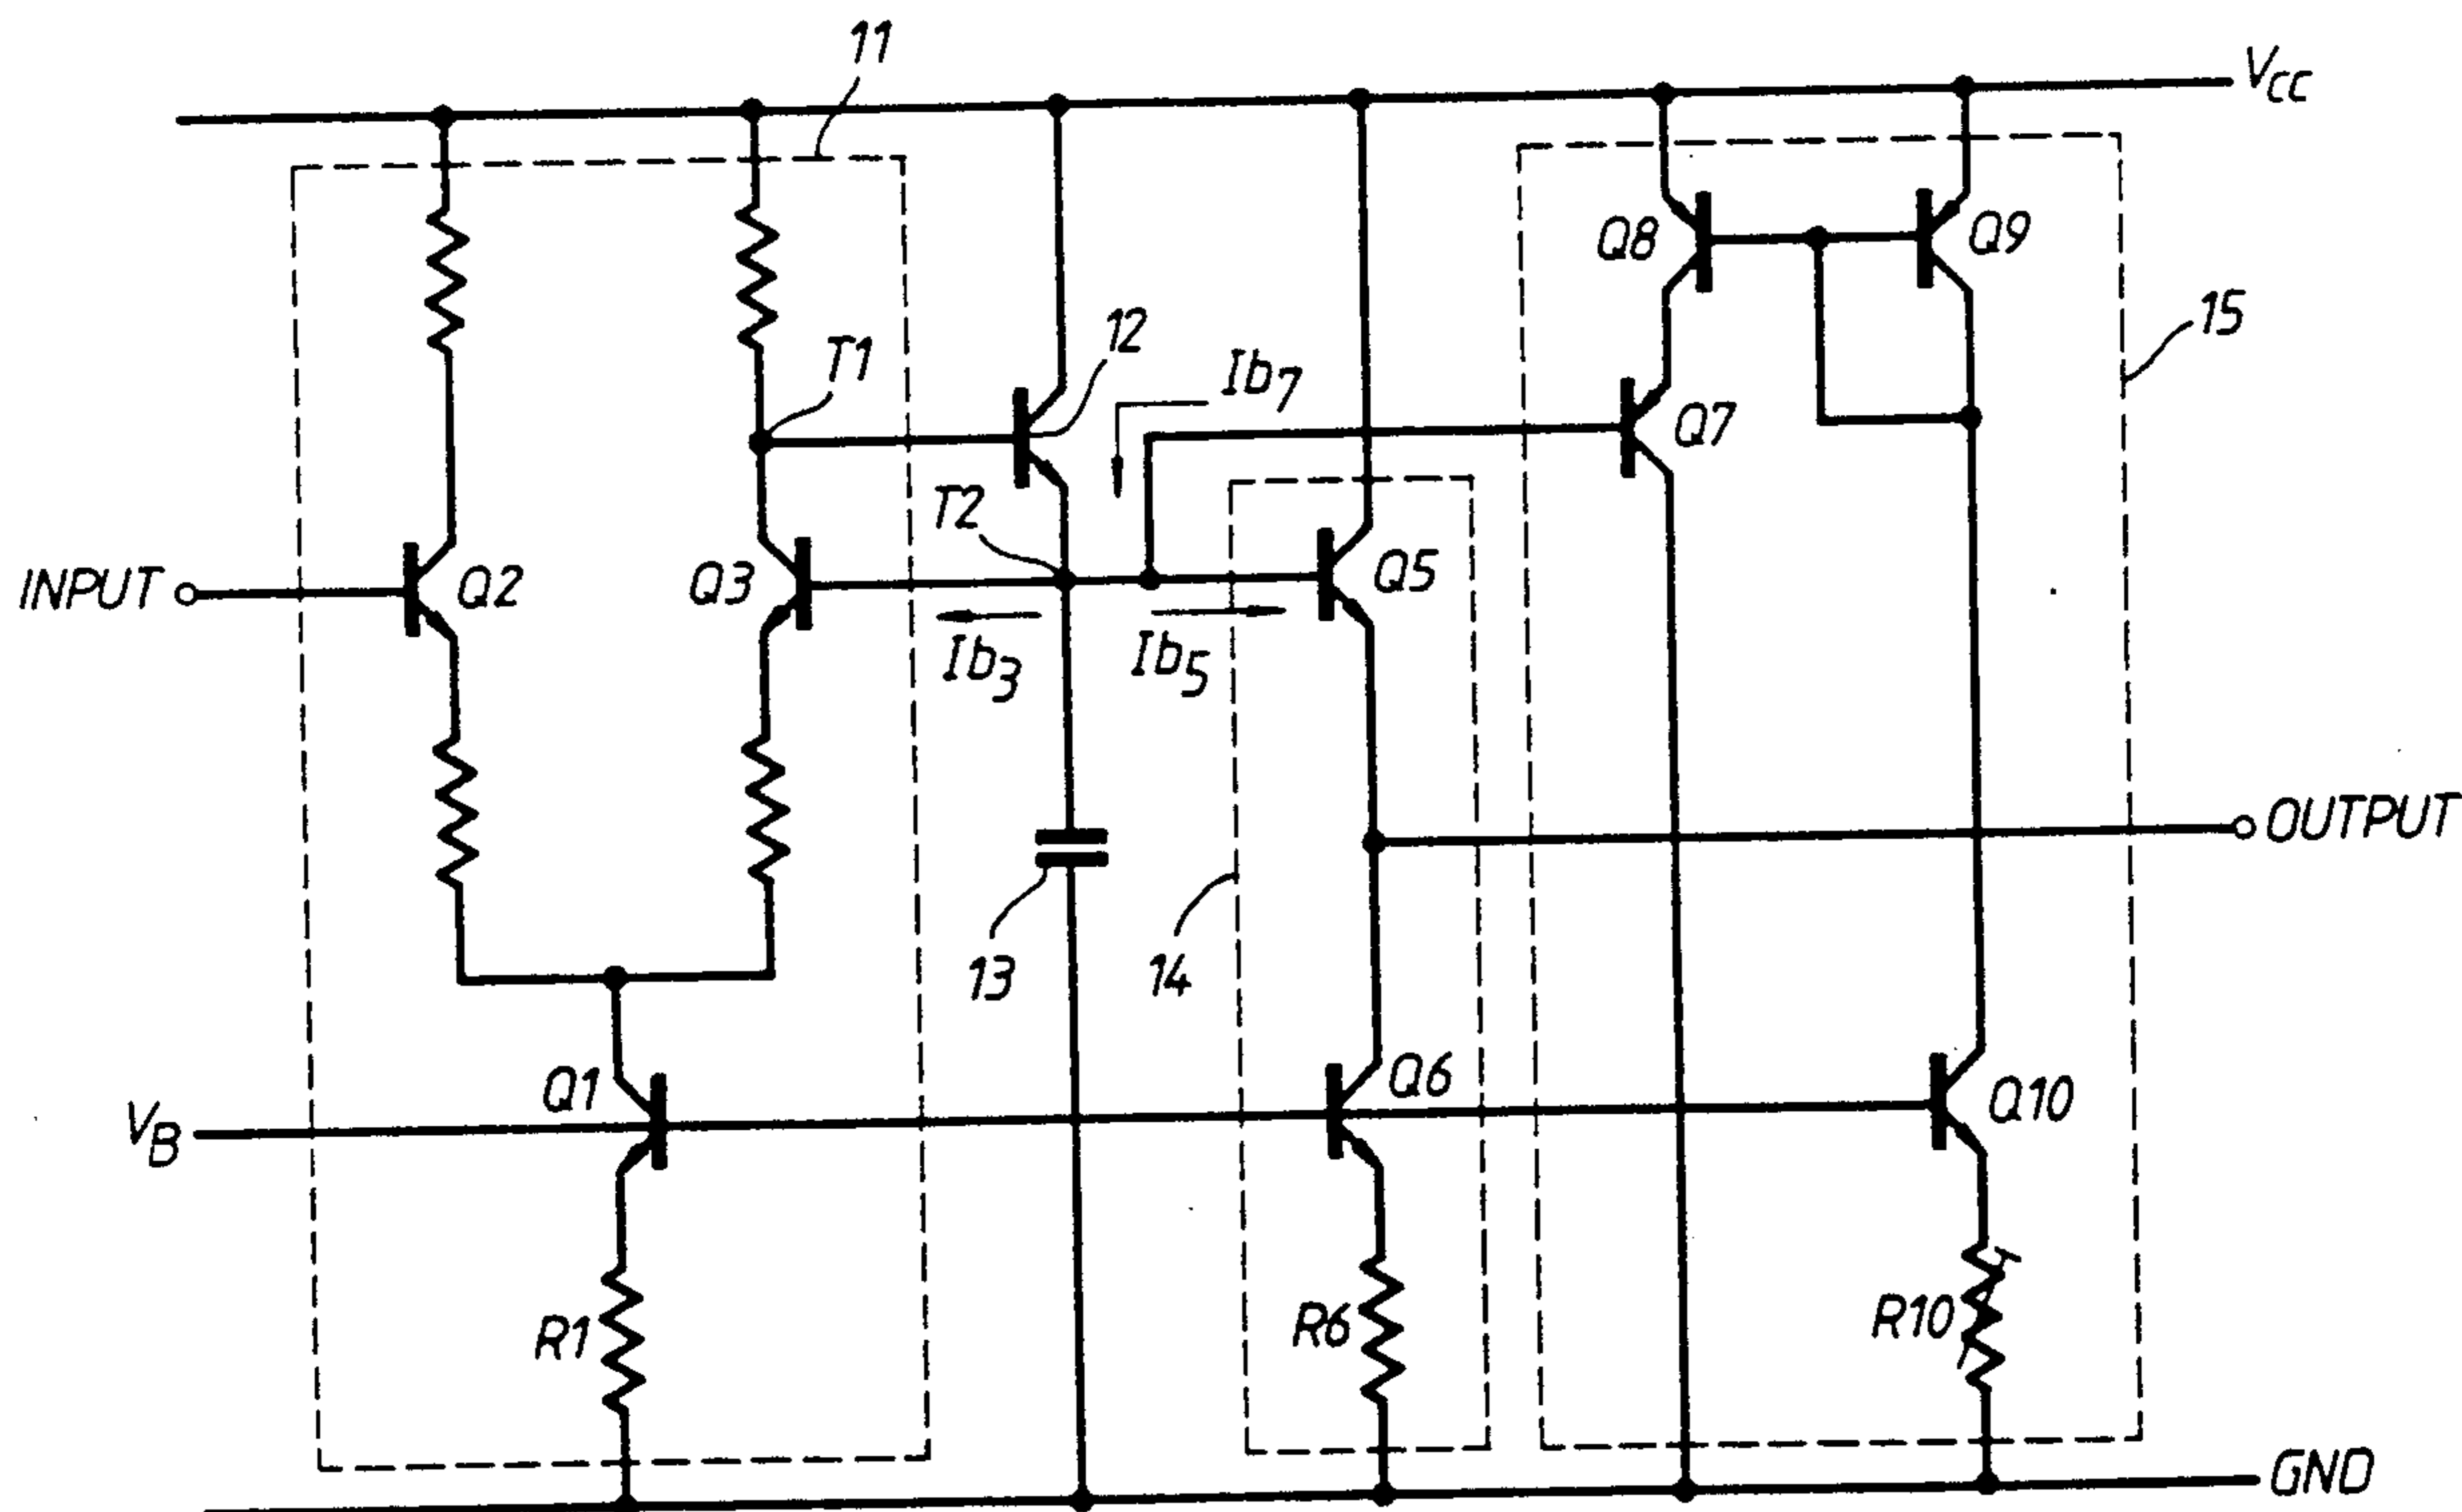 11
VCC
Q8
Q9
15
T1
12
Ib7
Q7
T2
INPUT
Q2
Q3
Q5
Ib3
Ib5
OUTPUT
13
14
Q1
Q6
Q10
VB
R1
R6
R10
GND